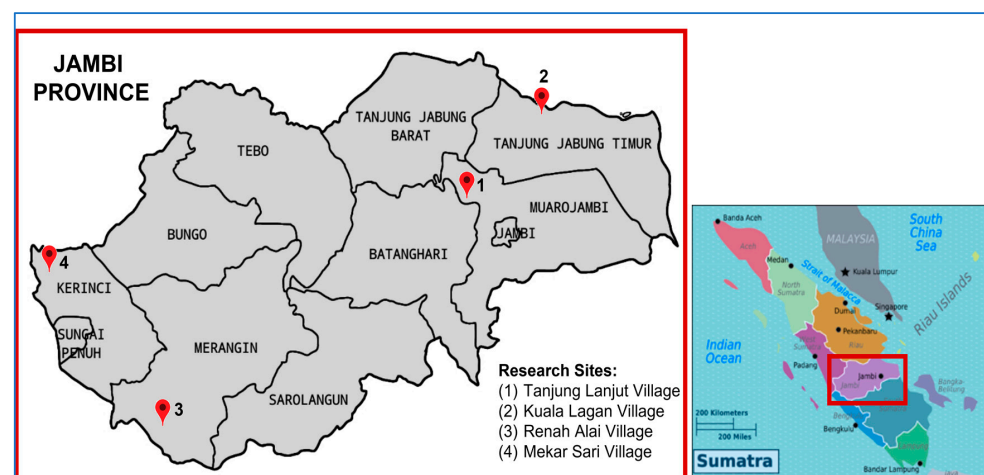 JAMBI
PROVINCE
2
TANJUNG JABUNG
BARAT
TANJUNG JABUNG TIMUR
TEBO
1
MUAROJAMBI
BUNGO
JAMBI
BATANGHARI
4
KERINCI
SUNGAI
PENUH
MERANGIN
SAROLANGUN
3
Research Sites:
(1) Tanjung Lanjut Village
(2) Kuala Lagan Village
(3) Renah Alai Village
(4) Mekar Sari Village
Banda Aceh
South
China
Sea
MALAYSIA
Aceh
Medan
Strait of Malacca
Kuala Lumpur
North
Sumatra
Singapore
Riau Islands
Dumai
Pekanbaru
Riau
Indian
Ocean
Padang
Jambi
Jambi
Bangka-
Belitung
200 Kilometers
200 Miles
Bengkulu
Bandar Lampung
Sumatra